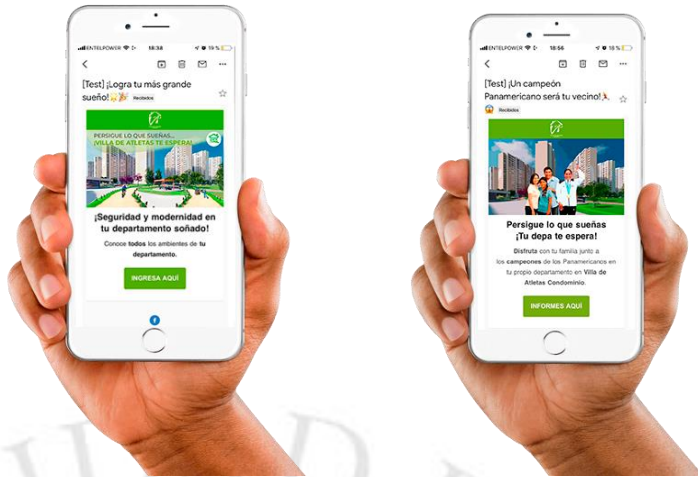 ENTELPOWER
18:38
19 %
[Test] ¡Logra tu más grande
sueño!
Recibidos
PERSIGUE LO QUE SUEÑAS...
¡VILLA DE ATLETAS TE ESPERA!
¡Seguridad y modernidad en
tu departamento soñado!
Conoce todos los ambientes de tu
departamento.
INGRESA AQUÍ
ENTELPOWER
18:56
18 %
[Test] ¡Un campeón
Panamericano será tu vecino!
Recibidos
Persigue lo que sueñas
¡Tu depa te espera!
Disfruta con tu familia junto a
los campeones de los Panamericanos en
tu propio departamento en Villa de
Atletas Condominio.
INFORMES AQUÍ